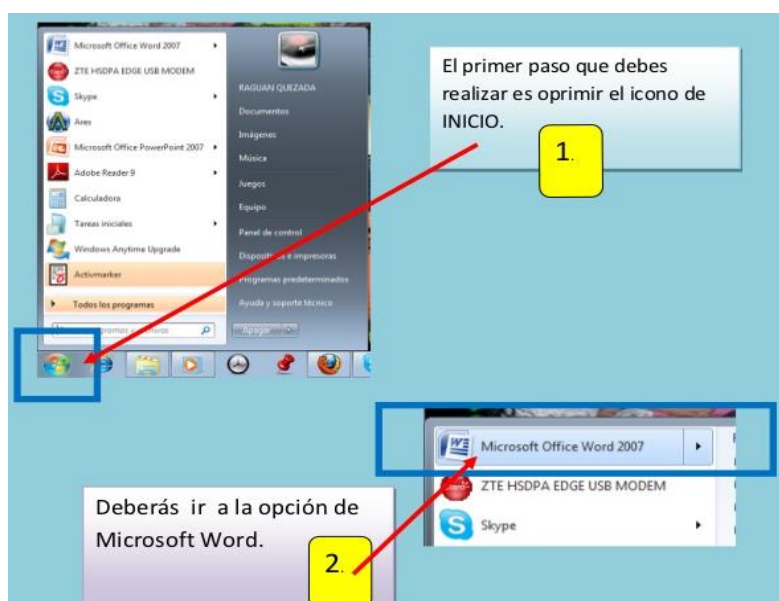 Microsoft Office Word 2007
ZTE HSDPA EDGE USB MODEM
Skype
Ares
Microsoft Office PowerPoint 2007
Adobe Reader 9
Calculadora
Tareas iniciales
Windows Anytime Upgrade
Activmarker
Todos los programas
programas y archivos
RAGUAN QUEZADA
Documentos
Imágenes
Música
Juegos
Equipo
Panel de control
Dispositivos e impresoras
Programas predeterminados
Ayuda y soporte técnico
Apagar
El primer paso que debes
realizar es oprimir el icono de
INICIO.
1.
Microsoft Office Word 2007
ZTE HSDPA EDGE USB MODEM
Skype
Deberás ir a la opción de
Microsoft Word.
2.